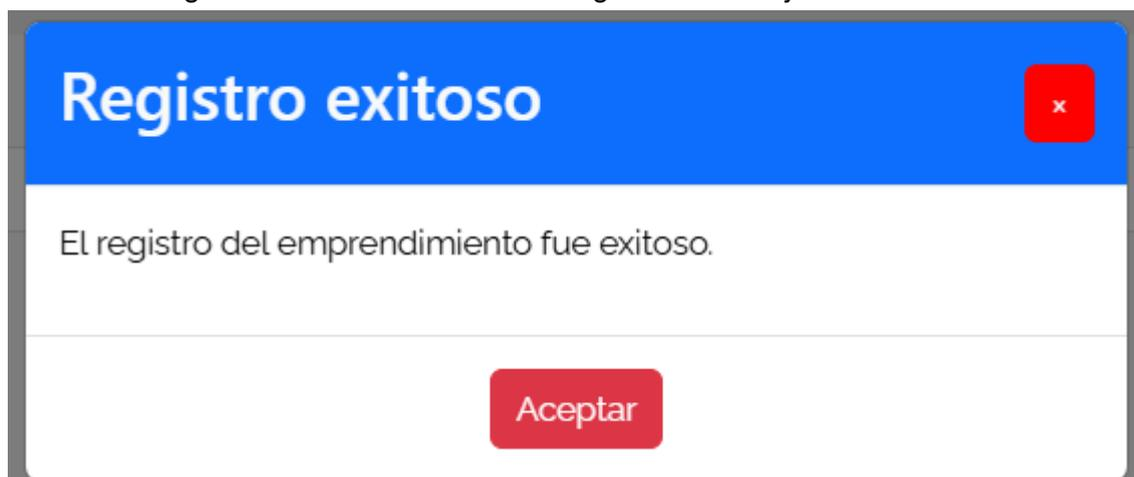 Registro exitoso
x
El registro del emprendimiento fue exitoso.
Aceptar